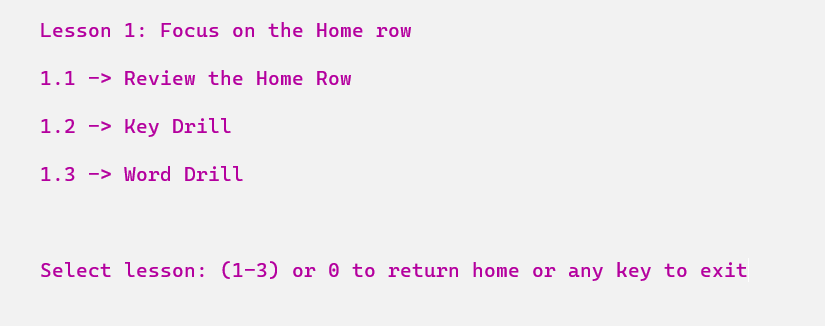 Lesson 1: Focus on the Home row
1.1 -> Review the Home Row
1.2 -> Key Drill
1.3 -> Word Drill
Select lesson: (1-3) or 0 to return home or any key to exit